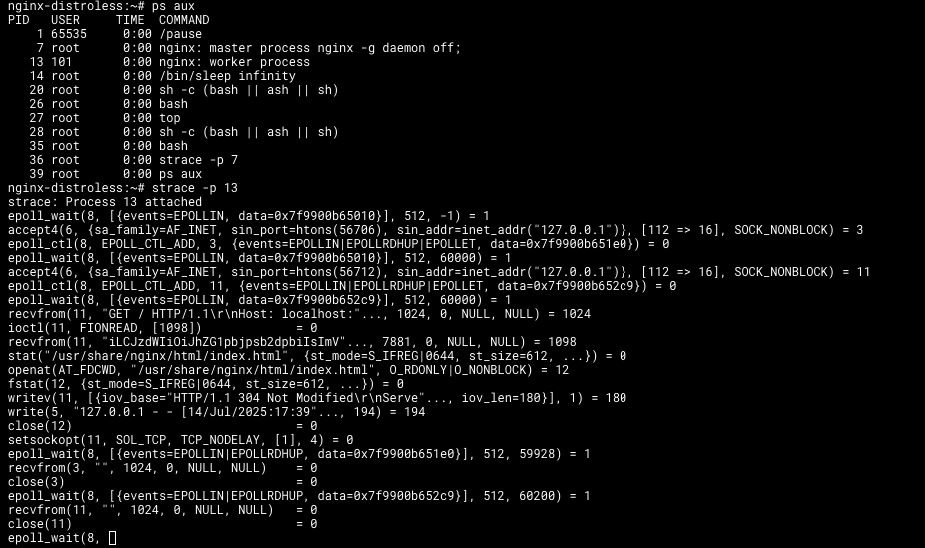 nginx-distroless:~# ps aux
PID   USER     TIME  COMMAND
    1 65535     0:00 /pause
    7 root      0:00 nginx: master process nginx -g daemon off;
   13 101       0:00 nginx: worker process
   14 root      0:00 /bin/sleep infinity
   20 root      0:00 sh -c (bash || ash || sh)
   26 root      0:00 bash
   27 root      0:00 top
   28 root      0:00 sh -c (bash || ash || sh)
   35 root      0:00 bash
   36 root      0:00 strace -p 7
   39 root      0:00 ps aux
nginx-distroless:~# strace -p 13
strace: Process 13 attached
epoll_wait(8, [{events=EPOLLIN, data=0x7f9900b65010}], 512, -1) = 1
accept4(6, {sa_family=AF_INET, sin_port=htons(56706), sin_addr=inet_addr("127.0.0.1")}, [112 => 16], SOCK_NONBLOCK) = 3
epoll_ctl(8, EPOLL_CTL_ADD, 3, {events=EPOLLIN|EPOLLRDHUP|EPOLLET, data=0x7f9900b651e0}) = 0
epoll_wait(8, [{events=EPOLLIN, data=0x7f9900b65010}], 512, 60000) = 1
accept4(6, {sa_family=AF_INET, sin_port=htons(56712), sin_addr=inet_addr("127.0.0.1")}, [112 => 16], SOCK_NONBLOCK) = 11
epoll_ctl(8, EPOLL_CTL_ADD, 11, {events=EPOLLIN|EPOLLRDHUP|EPOLLET, data=0x7f9900b652c9}) = 0
epoll_wait(8, [{events=EPOLLIN, data=0x7f9900b652c9}], 512, 60000) = 1
recvfrom(11, "GET / HTTP/1.1\r\nHost: localhost:"..., 1024, 0, NULL, NULL) = 1024
ioctl(11, FIONREAD, [1098])             = 0
recvfrom(11, "iLCJzdWIiOiJhZG1pbjpsb2dpbiIsImV"..., 7881, 0, NULL, NULL) = 1098
stat("/usr/share/nginx/html/index.html", {st_mode=S_IFREG|0644, st_size=612, ...}) = 0
openat(AT_FDCWD, "/usr/share/nginx/html/index.html", O_RDONLY|O_NONBLOCK) = 12
fstat(12, {st_mode=S_IFREG|0644, st_size=612, ...}) = 0
writev(11, [{iov_base="HTTP/1.1 304 Not Modified\r\nServe"..., iov_len=180}], 1) = 180
write(5, "127.0.0.1 - - [14/Jul/2025:17:39"..., 194) = 194
close(12)                               = 0
setsockopt(11, SOL_TCP, TCP_NODELAY, [1], 4) = 0
epoll_wait(8, [{events=EPOLLIN|EPOLLRDHUP, data=0x7f9900b651e0}], 512, 59928) = 1
recvfrom(3, "", 1024, 0, NULL, NULL)    = 0
close(3)                                = 0
epoll_wait(8, [{events=EPOLLIN|EPOLLRDHUP, data=0x7f9900b652c9}], 512, 60200) = 1
recvfrom(11, "", 1024, 0, NULL, NULL)   = 0
close(11)                               = 0
epoll_wait(8,